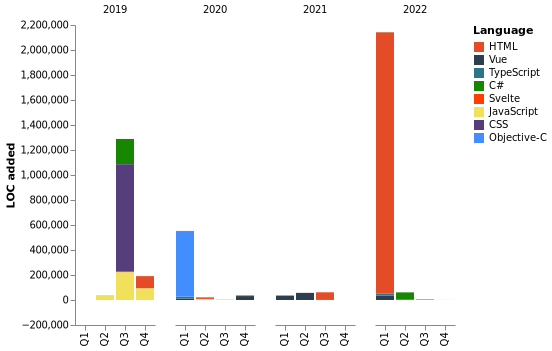 2019 2020 2021 2022
LOC added
2,200,000
2,000,000
1,800,000
1,600,000
1,400,000
1,200,000
1,000,000
800,000
600,000
400,000
200,000
0
−200,000
Q1 Q2 Q3 Q4 Q1 Q2 Q3 Q4 Q1 Q2 Q3 Q4 Q1 Q2 Q3 Q4
Language
HTML
Vue
TypeScript
C#
Svelte
JavaScript
CSS
Objective-C